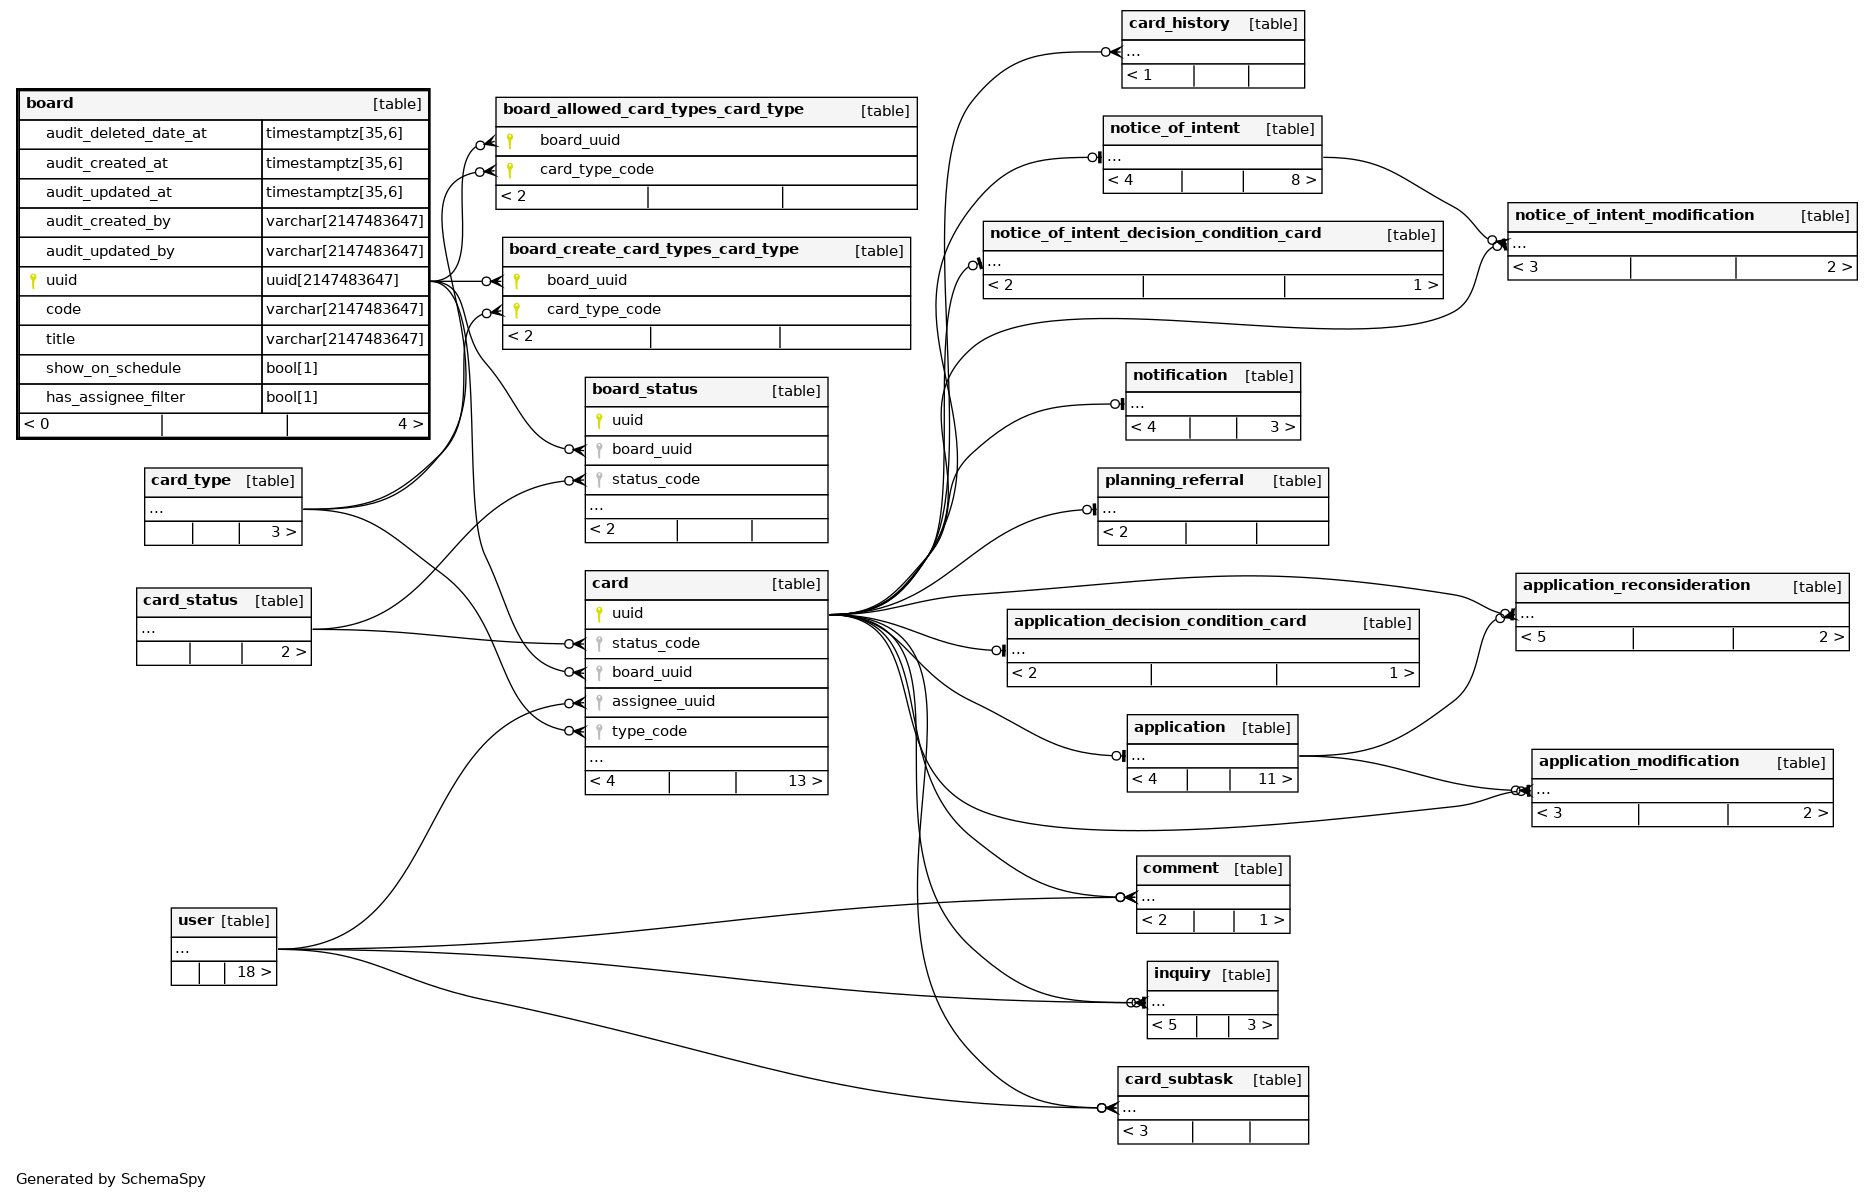 board [table]
audit_deleted_date_at timestamptz[35,6]
audit_created_at timestamptz[35,6]
audit_updated_at timestamptz[35,6]
audit_created_by varchar[2147483647]
audit_updated_by varchar[2147483647]
uuid uuid[2147483647]
code varchar[2147483647]
title varchar[2147483647]
show_on_schedule bool[1]
has_assignee_filter bool[1]
< 0 4 >
card_type [table]
...
3 >
card_status [table]
...
2 >
user [table]
...
18 >
board_allowed_card_types_card_type [table]
board_uuid
card_type_code
< 2
board_create_card_types_card_type [table]
board_uuid
card_type_code
< 2
board_status [table]
uuid
board_uuid
status_code
...
< 2
card [table]
uuid
status_code
board_uuid
assignee_uuid
type_code
...
< 4 13 >
card_history [table]
...
< 1
notice_of_intent [table]
...
< 4 8 >
notice_of_intent_decision_condition_card [table]
...
< 2 1 >
notification [table]
...
< 4 3 >
planning_referral [table]
...
< 2
application_decision_condition_card [table]
...
< 2 1 >
application [table]
...
< 4 11 >
comment [table]
...
< 2 1 >
inquiry [table]
...
< 5 3 >
card_subtask [table]
...
< 3
notice_of_intent_modification [table]
...
< 3 2 >
application_reconsideration [table]
...
< 5 2 >
application_modification [table]
...
< 3 2 >
Generated by SchemaSpy